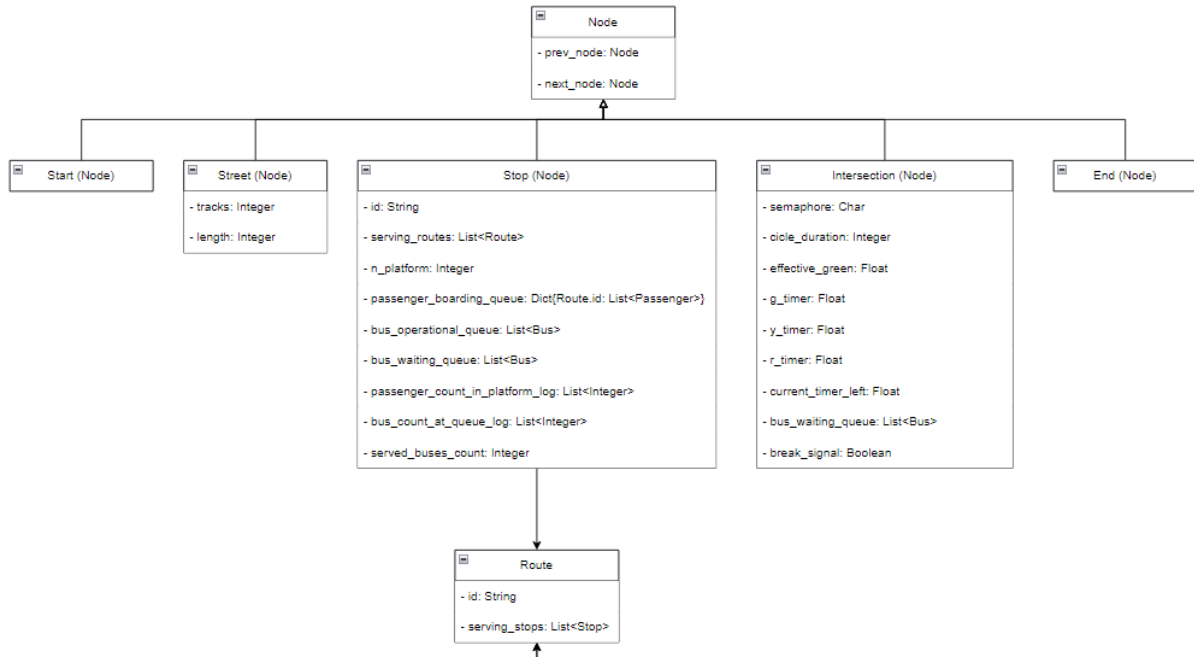 Node
- prev_node: Node
- next_node: Node
Start (Node)
Street (Node)
- tracks: Integer
- length: Integer
Stop (Node)
- id: String
- serving_routes: List<Route>
- n_platform: Integer
- passenger_boarding_queue: Dict{Route.id: List<Passenger>}
- bus_operational_queue: List<Bus>
- bus_waiting_queue: List<Bus>
- passenger_count_in_platform_log: List<Integer>
- bus_count_at_queue_log: List<Integer>
- served_buses_count: Integer
Intersection (Node)
- semaphore: Char
- cicle_duration: Integer
- effective_green: Float
- g_timer: Float
- y_timer: Float
- r_timer: Float
- current_timer_left: Float
- bus_waiting_queue: List<Bus>
- break_signal: Boolean
End (Node)
Route
- id: String
- serving_stops: List<Stop>